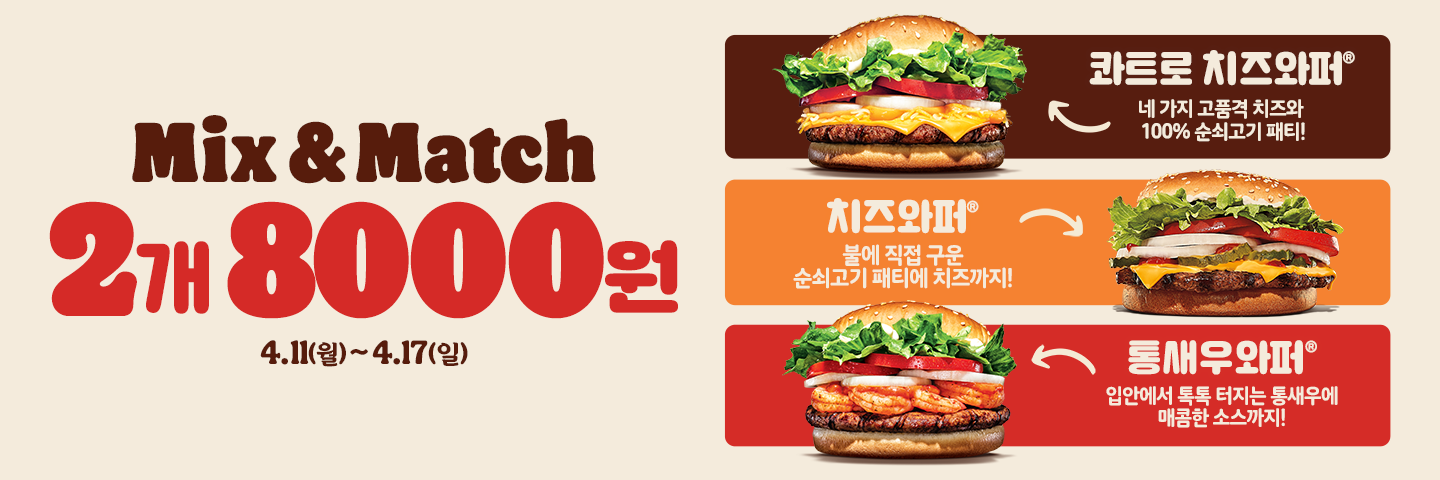 Mix & Match
2개 8000원
4.11(월)~4.17(일)
콰트로 치즈와퍼®
네 가지 고품격 치즈와
100% 순쇠고기 패티!
치즈와퍼®
불에 직접 구운
순쇠고기 패티에 치즈까지!
통새우와퍼®
입안에서 톡톡 터지는 통새우에
매콤한 소스까지!